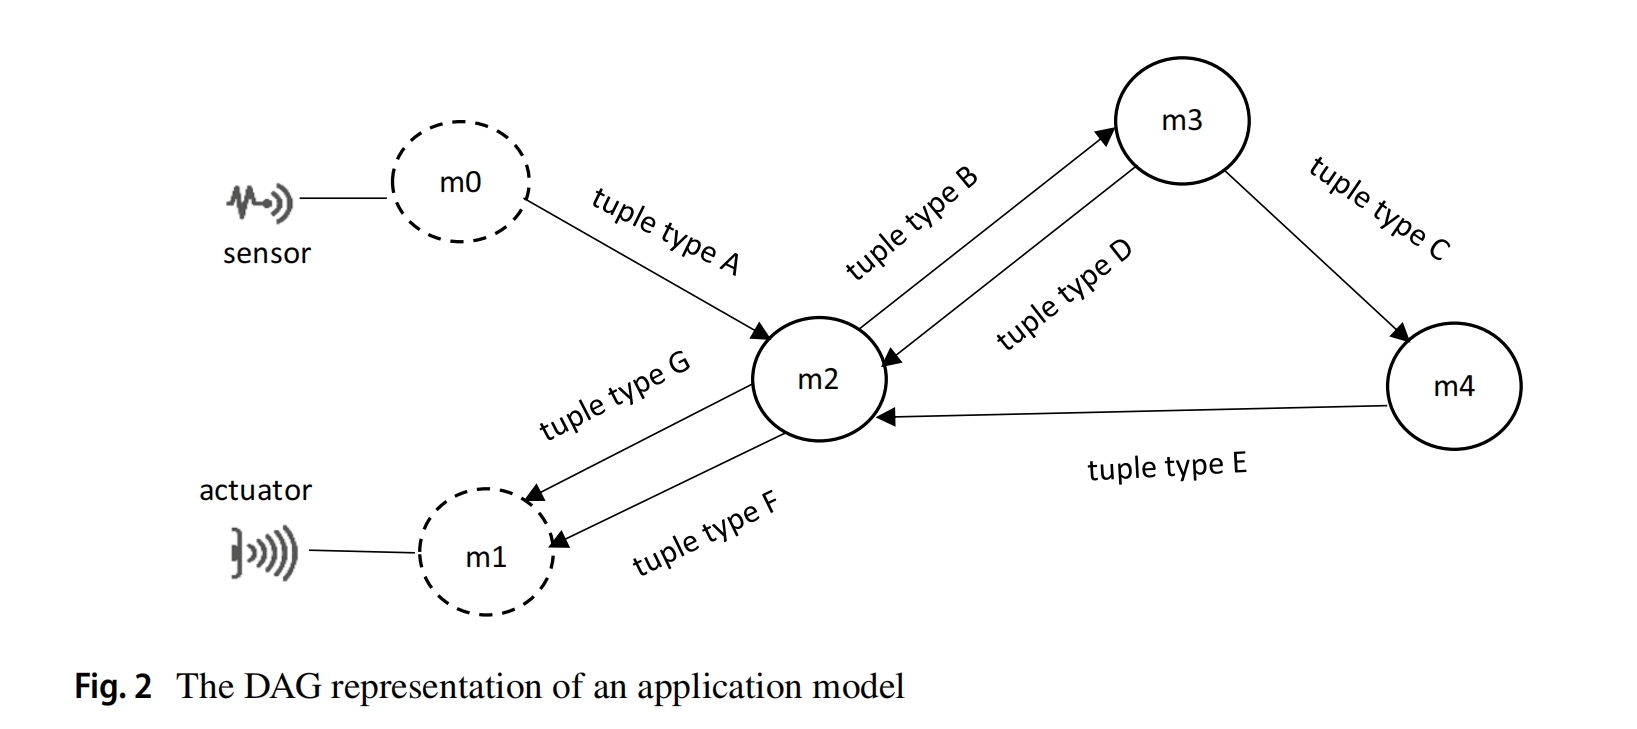 m3
m0
tuple type A
tuple type B
tuple type C
sensor
tuple type D
m2
m4
tuple type G
tuple type E
actuator
tuple type F
m1
Fig. 2 The DAG representation of an application model